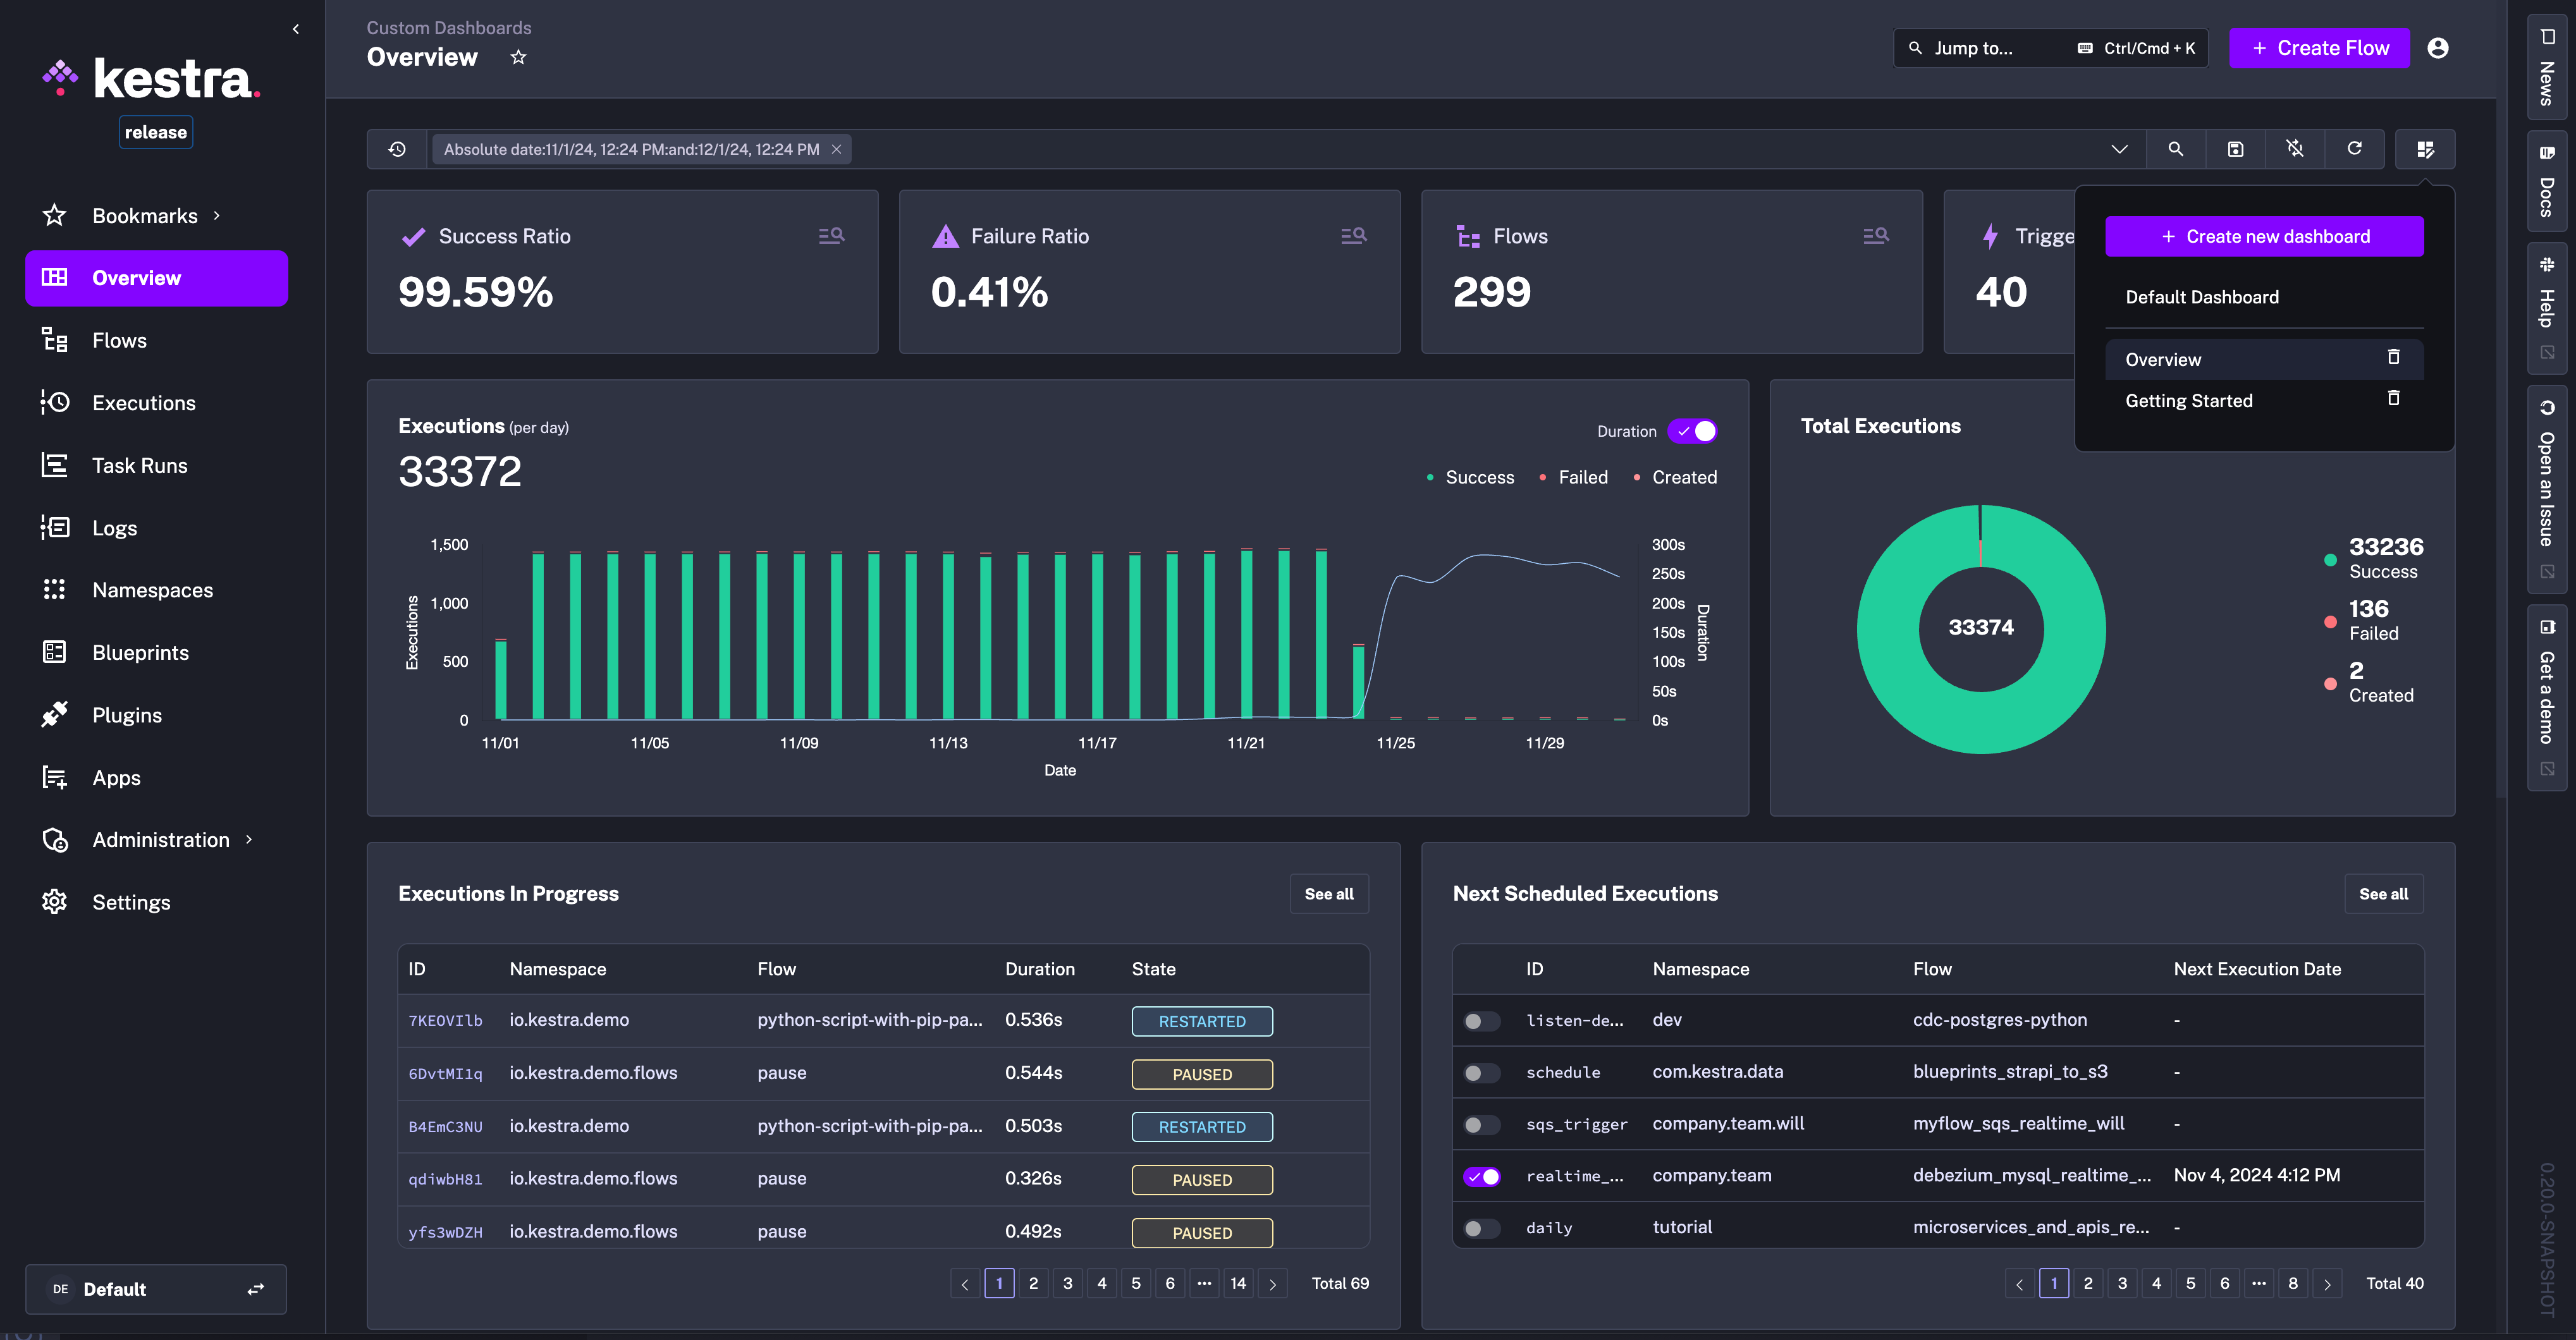 kestra.
release
Bookmarks
Overview
Flows
Executions
Task Runs
Logs
Namespaces
Blueprints
Plugins
Apps
Administration
Settings
DE Default
Custom Dashboards
Overview
Jump to... Ctrl/Cmd + K
+ Create Flow
Absolute date:11/1/24, 12:24 PM:and:12/1/24, 12:24 PM
Success Ratio
99.59%
Failure Ratio
0.41%
Flows
299
Trigge
40
+ Create new dashboard
Default Dashboard
Overview
Getting Started
Executions (per day)
33372
Duration
Success Failed Created
1,500
1,000
500
0
Executions
300s
250s
200s
150s
100s
50s
0s
Duration
11/01 11/05 11/09 11/13 11/17 11/21 11/25 11/29
Date
Total Executions
33374
33236
Success
136
Failed
2
Created
Executions In Progress
See all
ID Namespace Flow Duration State
7KEOVIlb io.kestra.demo python-script-with-pip-pa... 0.536s RESTARTED
6DvtMI1q io.kestra.demo.flows pause 0.544s PAUSED
B4EmC3NU io.kestra.demo python-script-with-pip-pa... 0.503s RESTARTED
qdiwbH81 io.kestra.demo.flows pause 0.326s PAUSED
yfs3wDZH io.kestra.demo.flows pause 0.492s PAUSED
1 2 3 4 5 6 ... 14 Total 69
Next Scheduled Executions
See all
ID Namespace Flow Next Execution Date
listen-de... dev cdc-postgres-python -
schedule com.kestra.data blueprints_strapi_to_s3 -
sqs_trigger company.team.will myflow_sqs_realtime_will -
realtime_... company.team debezium_mysql_realtime_... Nov 4, 2024 4:12 PM
daily tutorial microservices_and_apis_re... -
1 2 3 4 5 6 ... 8 Total 40
News
Docs
Help
Open an Issue
Get a demo
0.20.0-SNAPSHOT